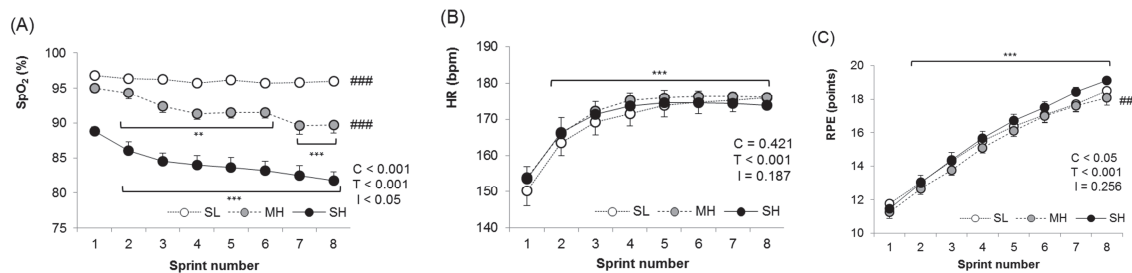 (A)
SpO2 (%)
100
95
90
85
80
75
###
###
**
***
***
C < 0.001
T < 0.001
I < 0.05
SL MH SH
1 2 3 4 5 6 7 8
Sprint number
(B)
HR (bpm)
190
180
170
160
150
140
***
C = 0.421
T < 0.001
I = 0.187
SL MH SH
1 2 3 4 5 6 7 8
Sprint number
(C)
RPE (points)
20
18
16
14
12
10
***
##
C < 0.05
T < 0.001
I = 0.256
SL MH SH
1 2 3 4 5 6 7 8
Sprint number